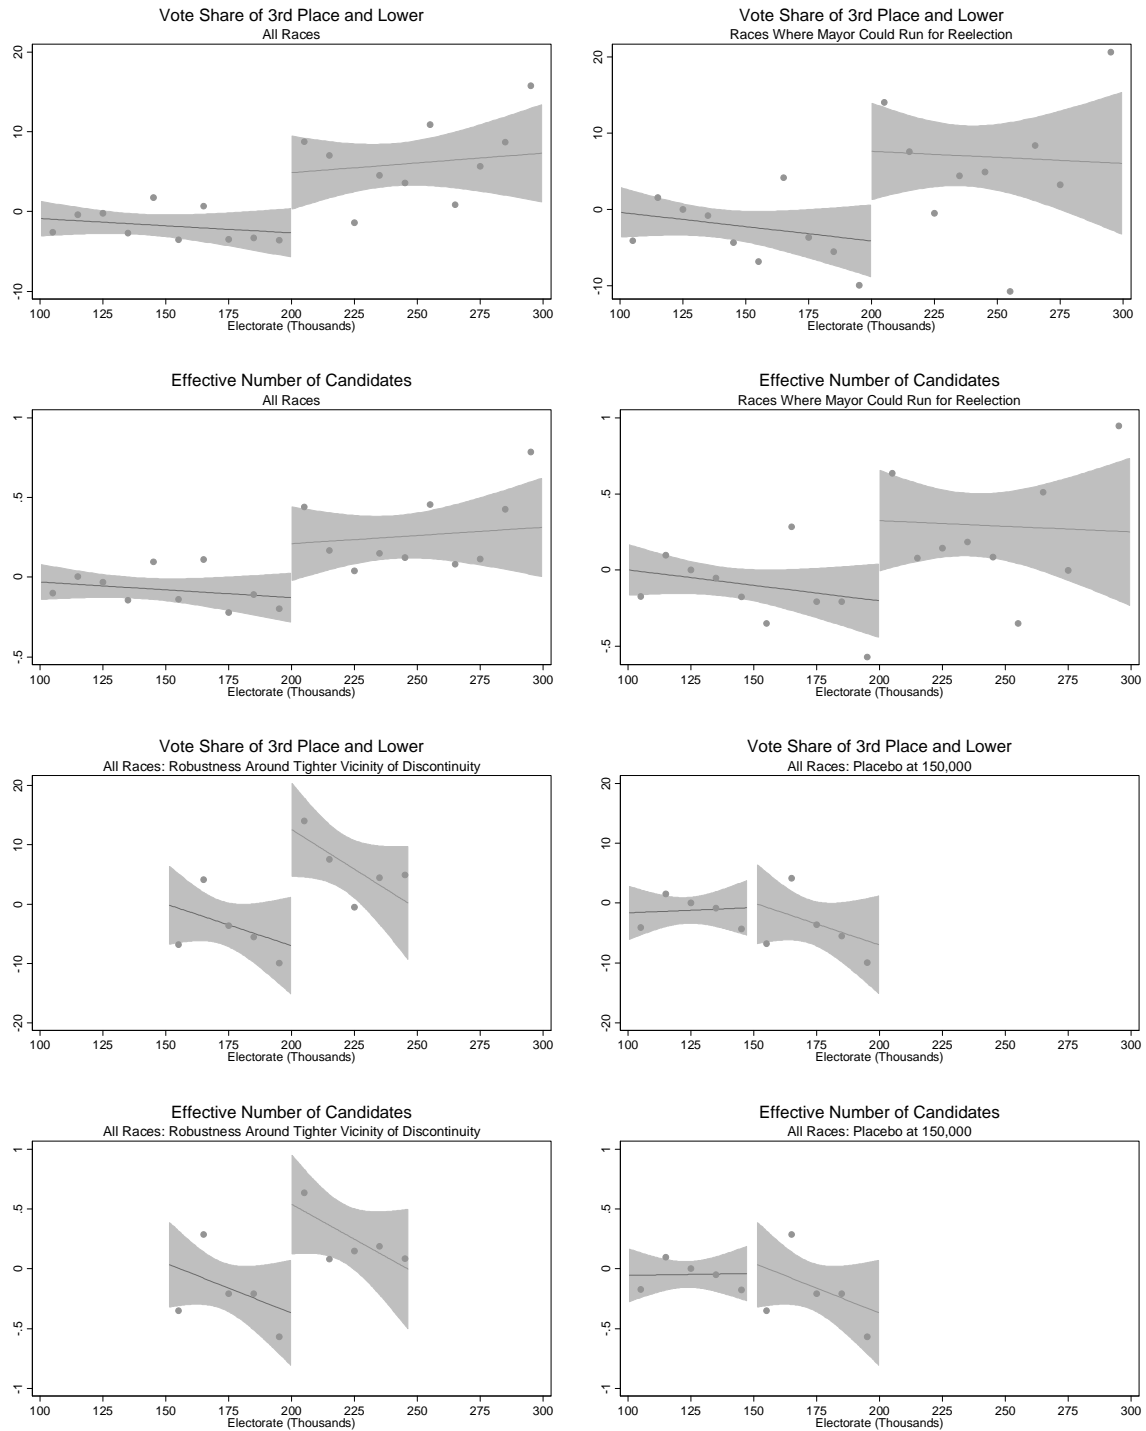 Vote Share of 3rd Place and Lower
All Races
20
10
0
-10
100 125 150 175 200 225 250 275 300
Electorate (Thousands)
Vote Share of 3rd Place and Lower
Races Where Mayor Could Run for Reelection
20
10
0
-10
100 125 150 175 200 225 250 275 300
Electorate (Thousands)
Effective Number of Candidates
All Races
1
.5
0
-.5
100 125 150 175 200 225 250 275 300
Electorate (Thousands)
Effective Number of Candidates
Races Where Mayor Could Run for Reelection
1
.5
0
-.5
100 125 150 175 200 225 250 275 300
Electorate (Thousands)
Vote Share of 3rd Place and Lower
All Races: Robustness Around Tighter Vicinity of Discontinuity
20
10
0
-10
-20
100 125 150 175 200 225 250 275 300
Electorate (Thousands)
Vote Share of 3rd Place and Lower
All Races: Placebo at 150,000
20
10
0
-10
-20
100 125 150 175 200 225 250 275 300
Electorate (Thousands)
Effective Number of Candidates
All Races: Robustness Around Tighter Vicinity of Discontinuity
1
.5
0
-.5
-1
100 125 150 175 200 225 250 275 300
Electorate (Thousands)
Effective Number of Candidates
All Races: Placebo at 150,000
1
.5
0
-.5
-1
100 125 150 175 200 225 250 275 300
Electorate (Thousands)